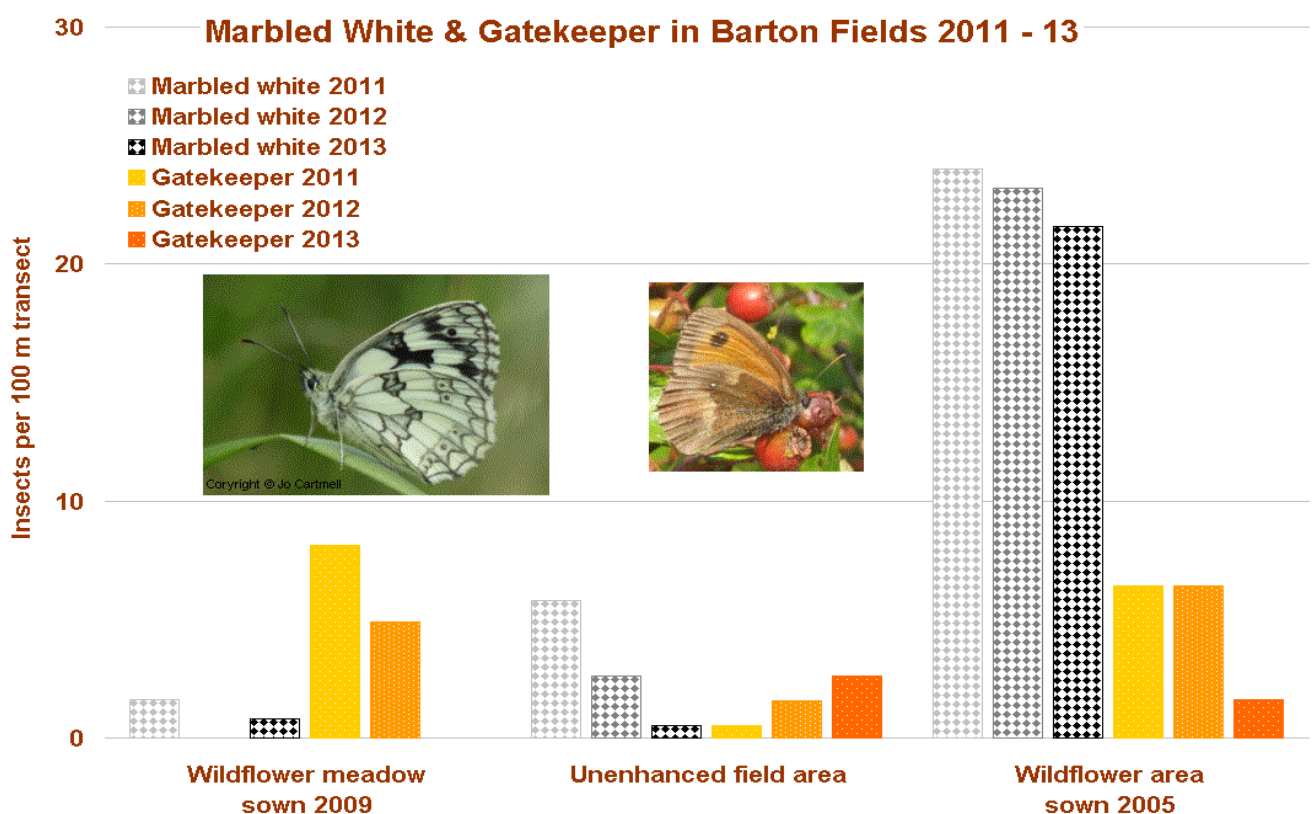 Marbled White & Gatekeeper in Barton Fields 2011 - 13
30
20
10
0
Insects per 100 m transect
Marbled white 2011
Marbled white 2012
Marbled white 2013
Gatekeeper 2011
Gatekeeper 2012
Gatekeeper 2013
Coryright © Jo Cartmell
Wildflower meadow
sown 2009
Unenhanced field area
Wildflower area
sown 2005